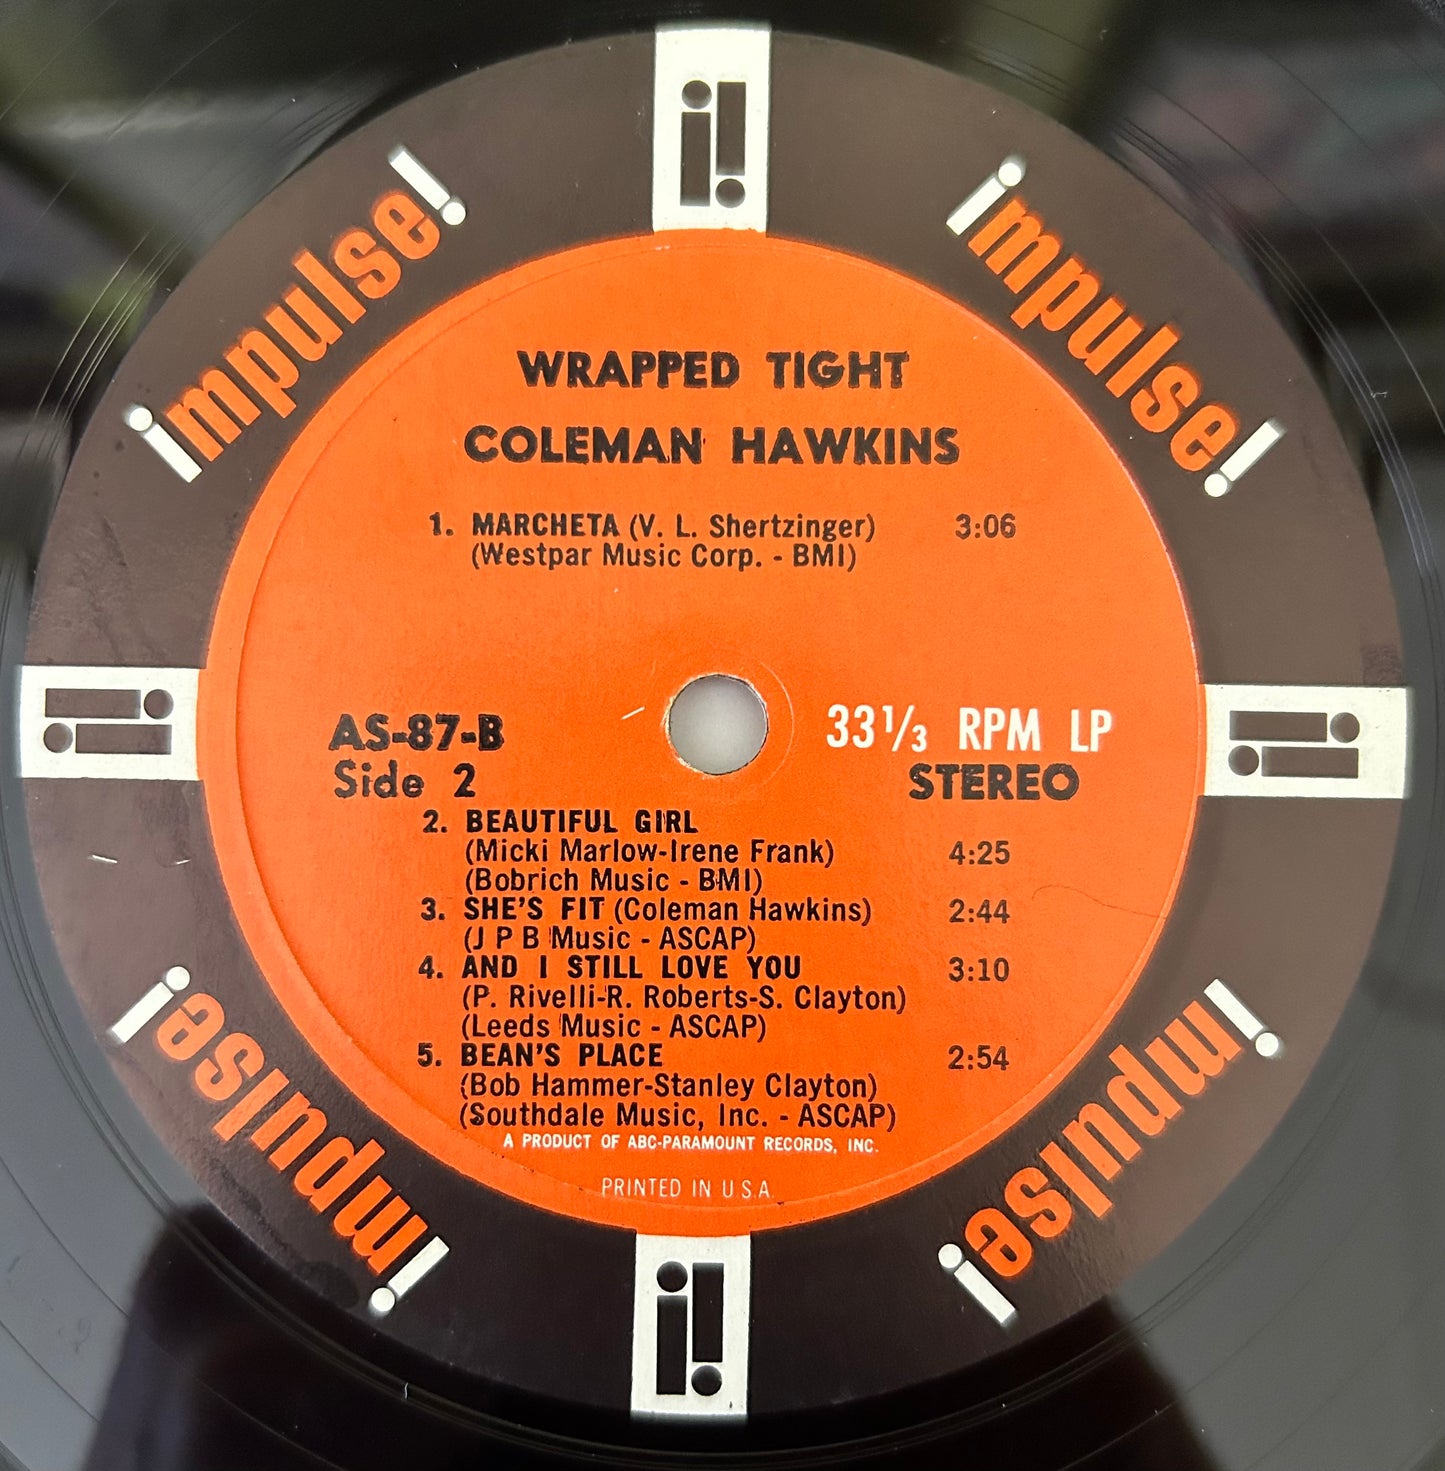 impulse!
impulse!
WRAPPED TIGHT
COLEMAN HAWKINS
1. MARCHETA (V. L. Shertzinger) 3:06
(Westpar Music Corp. - BMI)
AS-87-B
Side 2
33 1/3 RPM LP
STEREO
2. BEAUTIFUL GIRL
(Micki Marlow-Irene Frank) 4:25
(Bobrich Music - BMI)
3. SHE'S FIT (Coleman Hawkins) 2:44
(J P B Music - ASCAP)
4. AND I STILL LOVE YOU 3:10
(P. Rivelli-R. Roberts-S. Clayton)
(Leeds Music - ASCAP)
5. BEAN'S PLACE 2:54
(Bob Hammer-Stanley Clayton)
(Southdale Music, Inc. - ASCAP)
A PRODUCT OF ABC-PARAMOUNT RECORDS, INC.
PRINTED IN U.S.A.
impulse!
impulse!